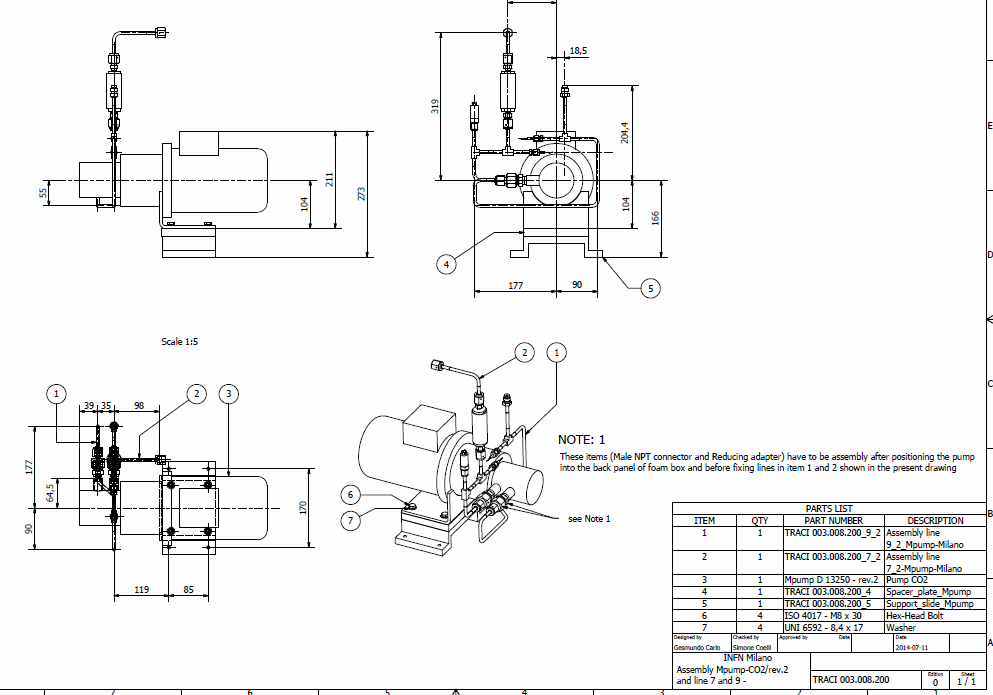 18,5
319
204,4
E
55
104
211
273
104
166
D
4
5
177
90
Scale 1:5
2
1
C
1
2
3
39
35
98
NOTE: 1
These items (Male NPT connector and Reducing adapter) have to be assembly after positioning the pump
into the back panel of foam box and before fixing lines in item 1 and 2 shown in the present drawing
177
64,5
90
170
6
7
see Note 1
B
119
85
PARTS LIST
ITEM QTY PART NUMBER DESCRIPTION
1 1 TRACI 003.008.200_9_2 Assembly line
9_2_Mpump-Milano
2 1 TRACI 003.008.200_7_2 Assembly line
7_2-Mpump-Milano
3 1 Mpump D 13250 - rev.2 Pump CO2
4 1 TRACI 003.008.200_4 Spacer_plate_Mpump
5 1 TRACI 003.008.200_5 Support_slide_Mpump
6 4 ISO 4017 - M8 x 30 Hex-Head Bolt
7 4 UNI 6592 - 8,4 x 17 Washer
A
Designed by Checked by Approved by Date Date
Gesmundo Carlo Simone Coelli 2014-07-11
INFN Milano
Assembly Mpump-CO2/rev.2
and line 7 and 9 -
TRACI 003.008.200
Edition Sheet
0 1 / 1
7 6 5 4 3 2 1